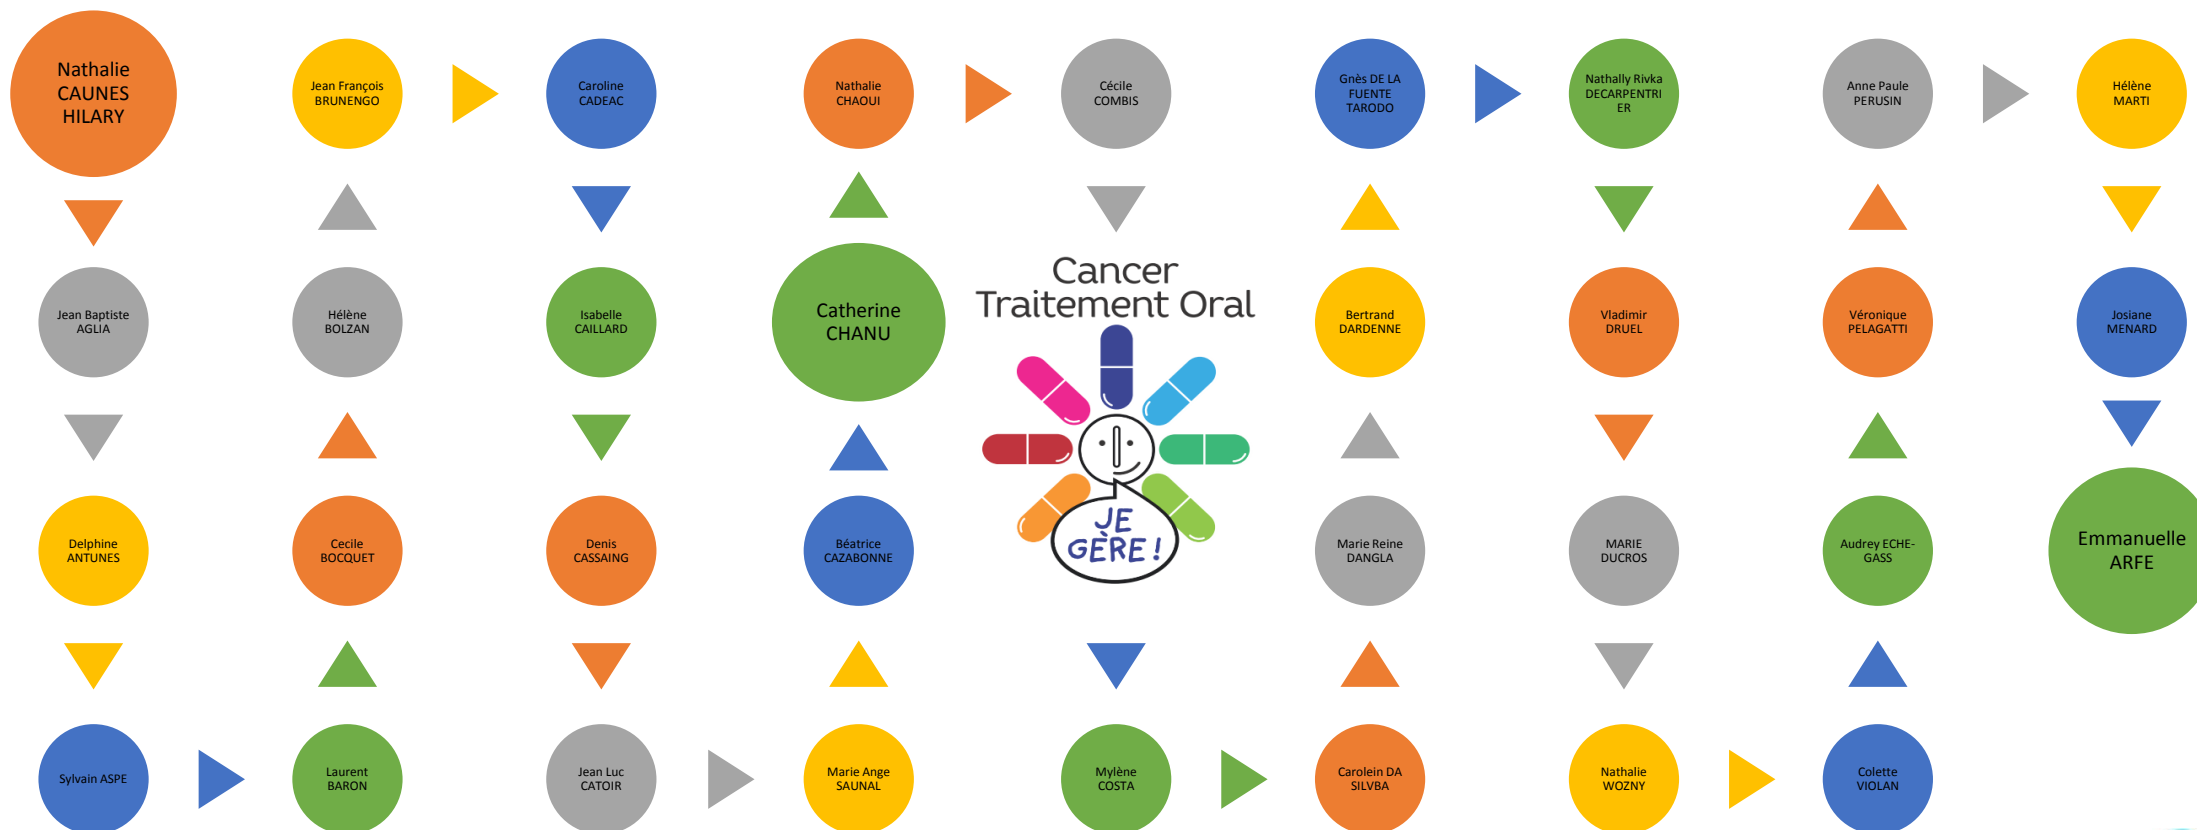 Nathalie
CAUNES
HILARY
Jean Baptiste
AGLIA
Delphine
ANTUNES
Sylvain ASPE
Laurent
BARON
Cecile
BOCQUET
Hélène
BOLZAN
Jean François
BRUNENGO
Caroline
CADEAC
Isabelle
CAILLARD
Denis
CASSAING
Jean Luc
CATOIR
Marie Ange
SAUNAL
Béatrice
CAZABONNE
Catherine
CHANU
Nathalie
CHAOUI
Cécile
COMBIS
Cancer
Traitement Oral
JE
GÈRE !
Mylène
COSTA
Carolein DA
SILVBA
Marie Reine
DANGLA
Bertrand
DARDENNE
Gnès DE LA
FUENTE
TARODO
Nathally Rivka
DECARPENTRI
ER
Vladimir
DRUEL
MARIE
DUCROS
Nathalie
WOZNY
Colette
VIOLAN
Audrey ECHE-
GASS
Véronique
PELAGATTI
Anne Paule
PERUSIN
Hélène
MARTI
Josiane
MENARD
Emmanuelle
ARFE